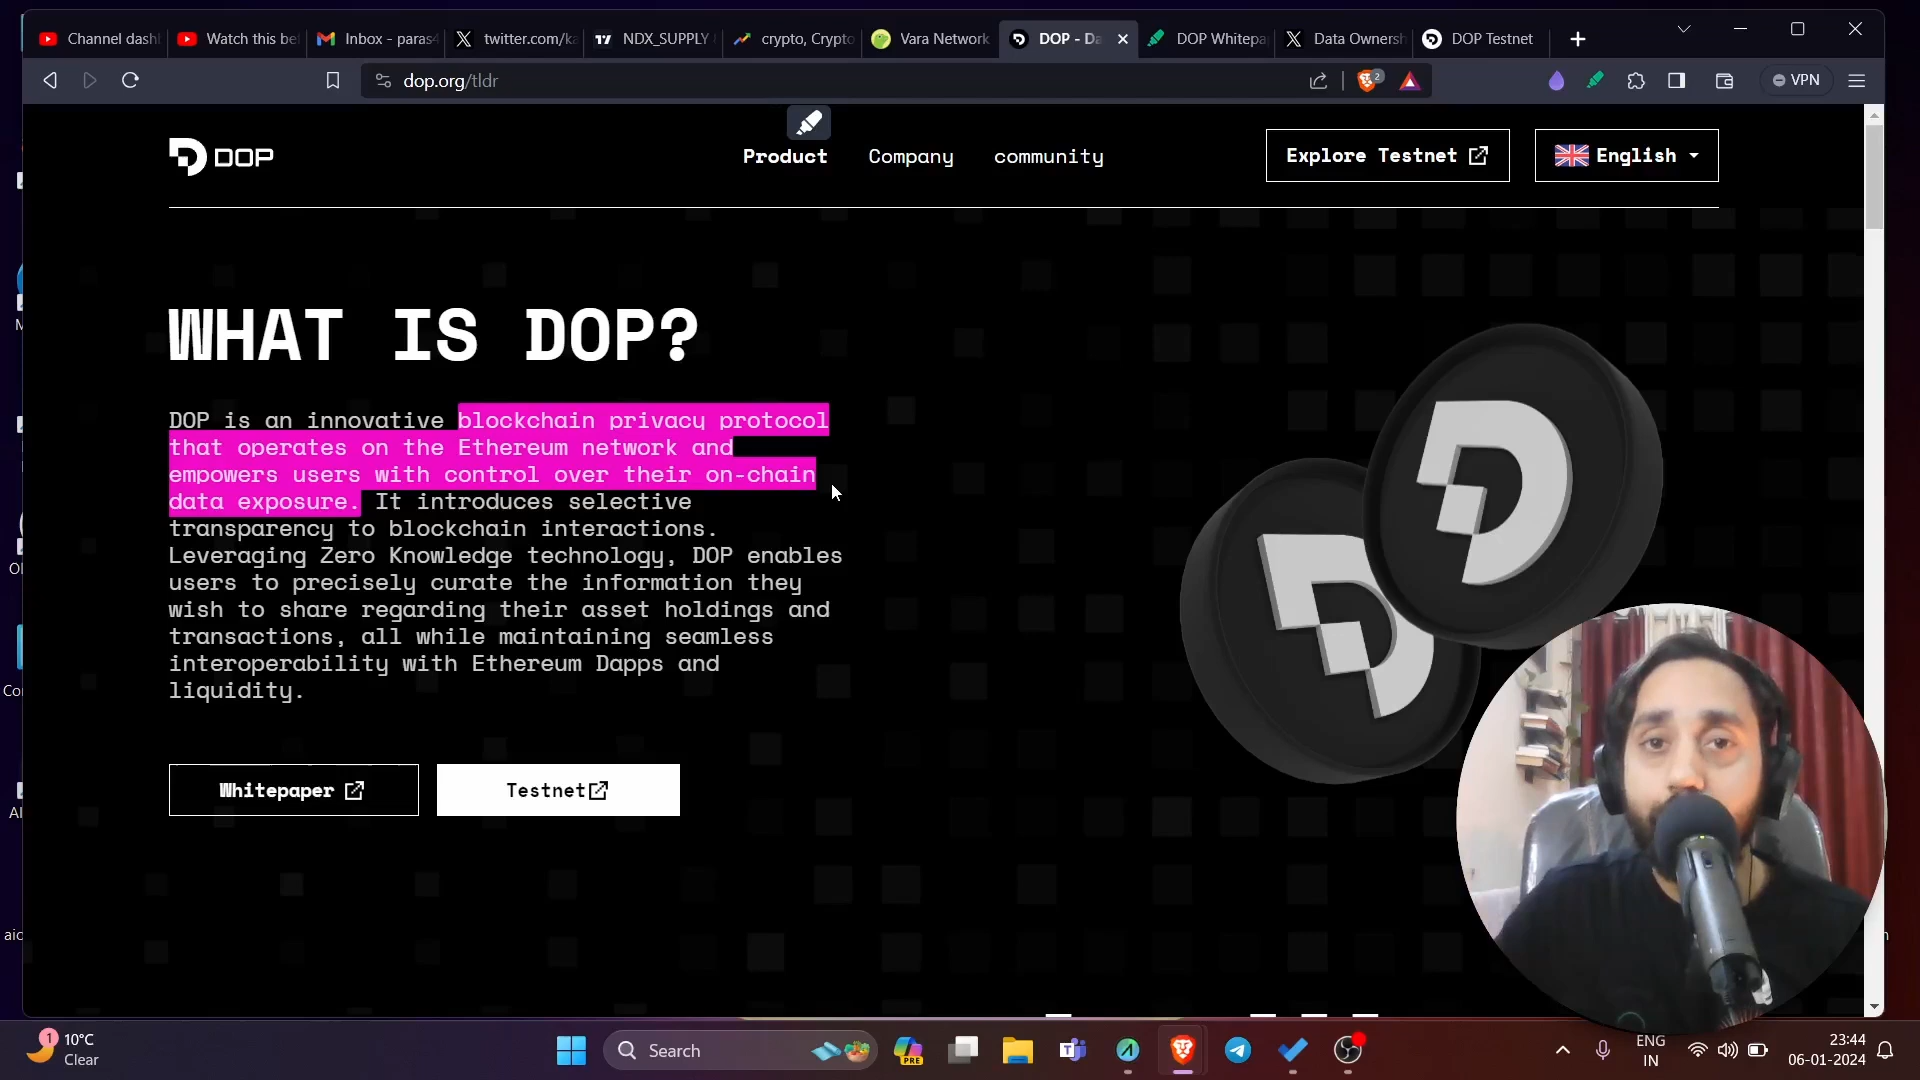 Channel dash
Watch this be
Inbox - paras
twitter.com/k
NDX_SUPPLY
crypto, Crypto
Vara Network
DOP - Da
DOP Whitepa
Data Ownersh
DOP Testnet
dop.org/tldr
2
VPN
DOP
Product
Company
community
Explore Testnet
English
WHAT IS DOP?
DOP is an innovative blockchain privacy protocol
that operates on the Ethereum network and
empowers users with control over their on-chain
data exposure. It introduces selective
transparency to blockchain interactions.
Leveraging Zero Knowledge technology, DOP enables
users to precisely curate the information they
wish to share regarding their asset holdings and
transactions, all while maintaining seamless
interoperability with Ethereum Dapps and
liquidity.
Whitepaper
Testnet
1
10°C
Clear
Search
PRE
ENG
IN
23:44
06-01-2024